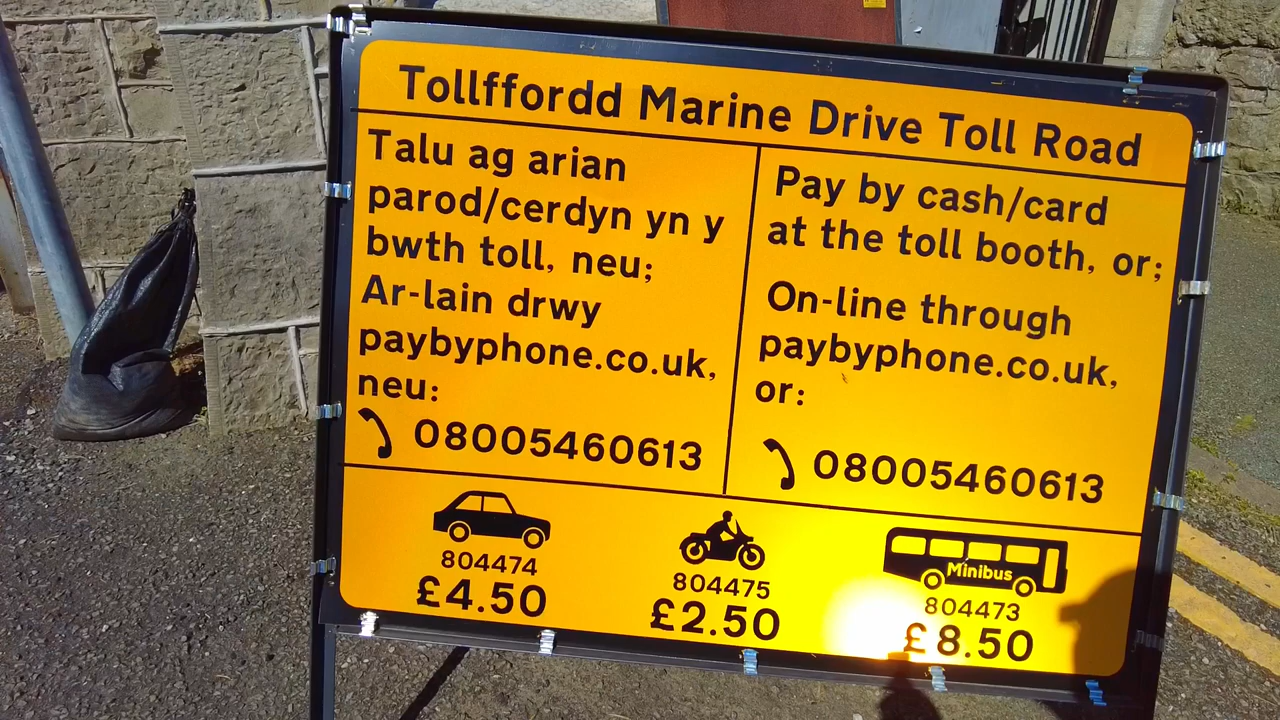 Tollffordd Marine Drive Toll Road
Talu ag arian
parod/cerdyn yn y
bwth toll, neu;
Ar-lain drwy
paybyphone.co.uk,
neu:
08005460613
Pay by cash/card
at the toll booth, or;
On-line through
paybyphone.co.uk,
or:
08005460613
804474
£4.50
804475
£2.50
Minibus
804473
£8.50